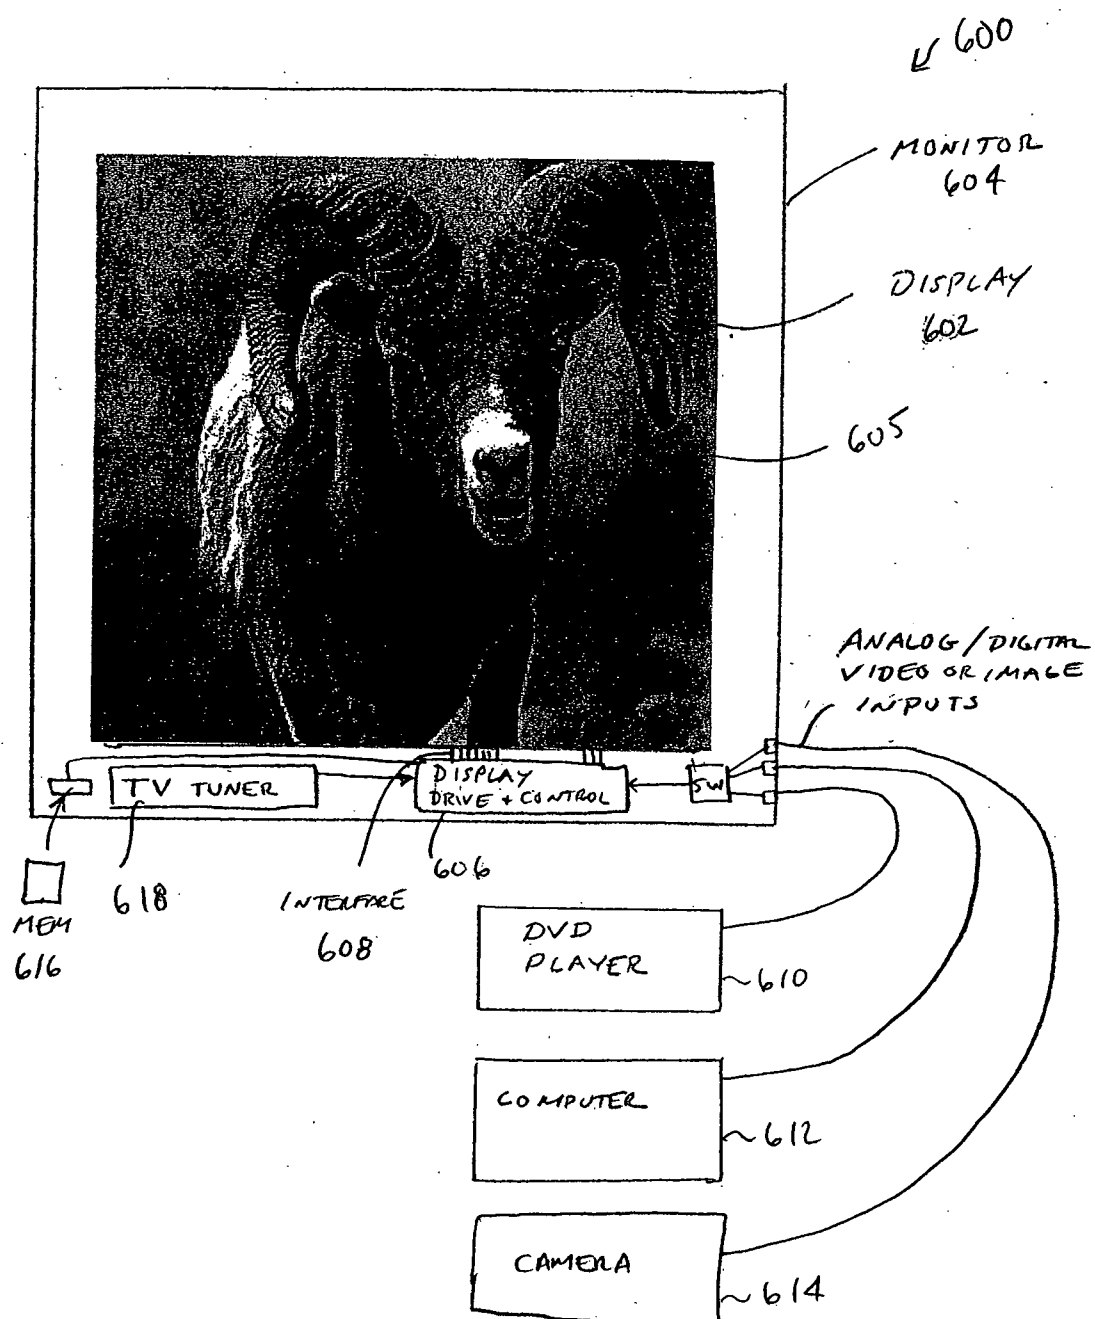 600
MONITOR
604
DISPLAY
602
605
ANALOG/DIGITAL
VIDEO OR IMAGE
INPUTS
TV TUNER
DISPLAY
DRIVE + CONTROL
SW
MEM
616
618
INTERFACE
608
606
DVD
PLAYER
610
COMPUTER
612
CAMERA
614